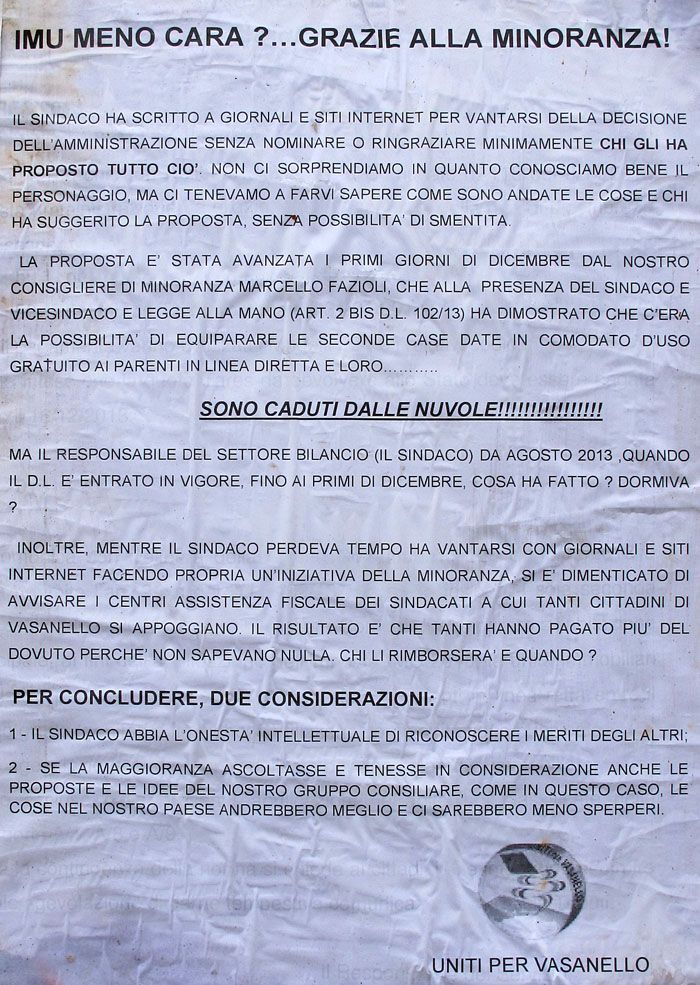 IMU MENO CARA ?...GRAZIE ALLA MINORANZA!
IL SINDACO HA SCRITTO A GIORNALI E SITI INTERNET PER VANTARSI DELLA DECISIONE
DELL'AMMINISTRAZIONE SENZA NOMINARE O RINGRAZIARE MINIMAMENTE CHI GLI HA
PROPOSTO TUTTO CIO'. NON CI SORPRENDIAMO IN QUANTO CONOSCIAMO BENE IL
PERSONAGGIO, MA CI TENEVAMO A FARVI SAPERE COME SONO ANDATE LE COSE E CHI
HA SUGGERITO LA PROPOSTA, SENZA POSSIBILITA' DI SMENTITA.
LA PROPOSTA E' STATA AVANZATA I PRIMI GIORNI DI DICEMBRE DAL NOSTRO
CONSIGLIERE DI MINORANZA MARCELLO FAZIOLI, CHE ALLA PRESENZA DEL SINDACO E
VICESINDACO E LEGGE ALLA MANO (ART. 2 BIS D.L. 102/13) HA DIMOSTRATO CHE C'ERA
LA POSSIBILITA' DI EQUIPARARE LE SECONDE CASE DATE IN COMODATO D'USO
GRATUITO AI PARENTI IN LINEA DIRETTA E LORO...........
SONO CADUTI DALLE NUVOLE!!!!!!!!!!!!!!!!
MA IL RESPONSABILE DEL SETTORE BILANCIO (IL SINDACO) DA AGOSTO 2013 ,QUANDO
IL D.L. E' ENTRATO IN VIGORE, FINO AI PRIMI DI DICEMBRE, COSA HA FATTO ? DORMIVA
?
INOLTRE, MENTRE IL SINDACO PERDEVA TEMPO HA VANTARSI CON GIORNALI E SITI
INTERNET FACENDO PROPRIA UN'INIZIATIVA DELLA MINORANZA, SI E' DIMENTICATO DI
AVVISARE I CENTRI ASSISTENZA FISCALE DEI SINDACATI A CUI TANTI CITTADINI DI
VASANELLO SI APPOGGIANO. IL RISULTATO E' CHE TANTI HANNO PAGATO PIU' DEL
DOVUTO PERCHE' NON SAPEVANO NULLA. CHI LI RIMBORSERA' E QUANDO ?
PER CONCLUDERE, DUE CONSIDERAZIONI:
1 - IL SINDACO ABBIA L'ONESTA' INTELLETTUALE DI RICONOSCERE I MERITI DEGLI ALTRI;
2 - SE LA MAGGIORANZA ASCOLTASSE E TENESSE IN CONSIDERAZIONE ANCHE LE
PROPOSTE E LE IDEE DEL NOSTRO GRUPPO CONSILIARE, COME IN QUESTO CASO, LE
COSE NEL NOSTRO PAESE ANDREBBERO MEGLIO E CI SAREBBERO MENO SPERPERI.
VASANELLO
UNITI PER VASANELLO